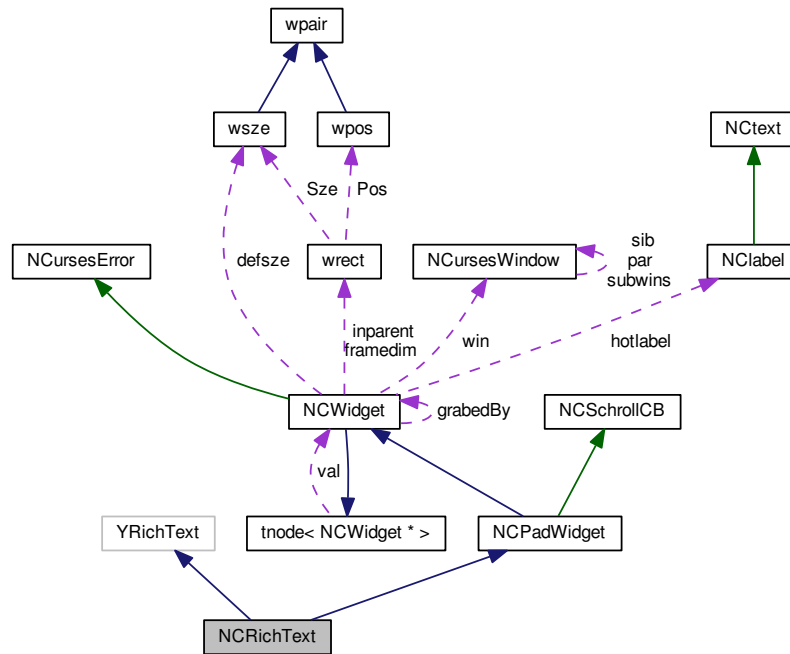 wpair
wsze
wpos
NCtext
Sze
Pos
NCursesError
defsze
wrect
NCursesWindow
sib
par
subwins
NClabel
inparent
framedim
win
hotlabel
NCWidget
grabedBy
NCSchrollCB
val
YRichText
tnode< NCWidget * >
NCPadWidget
NCRichText